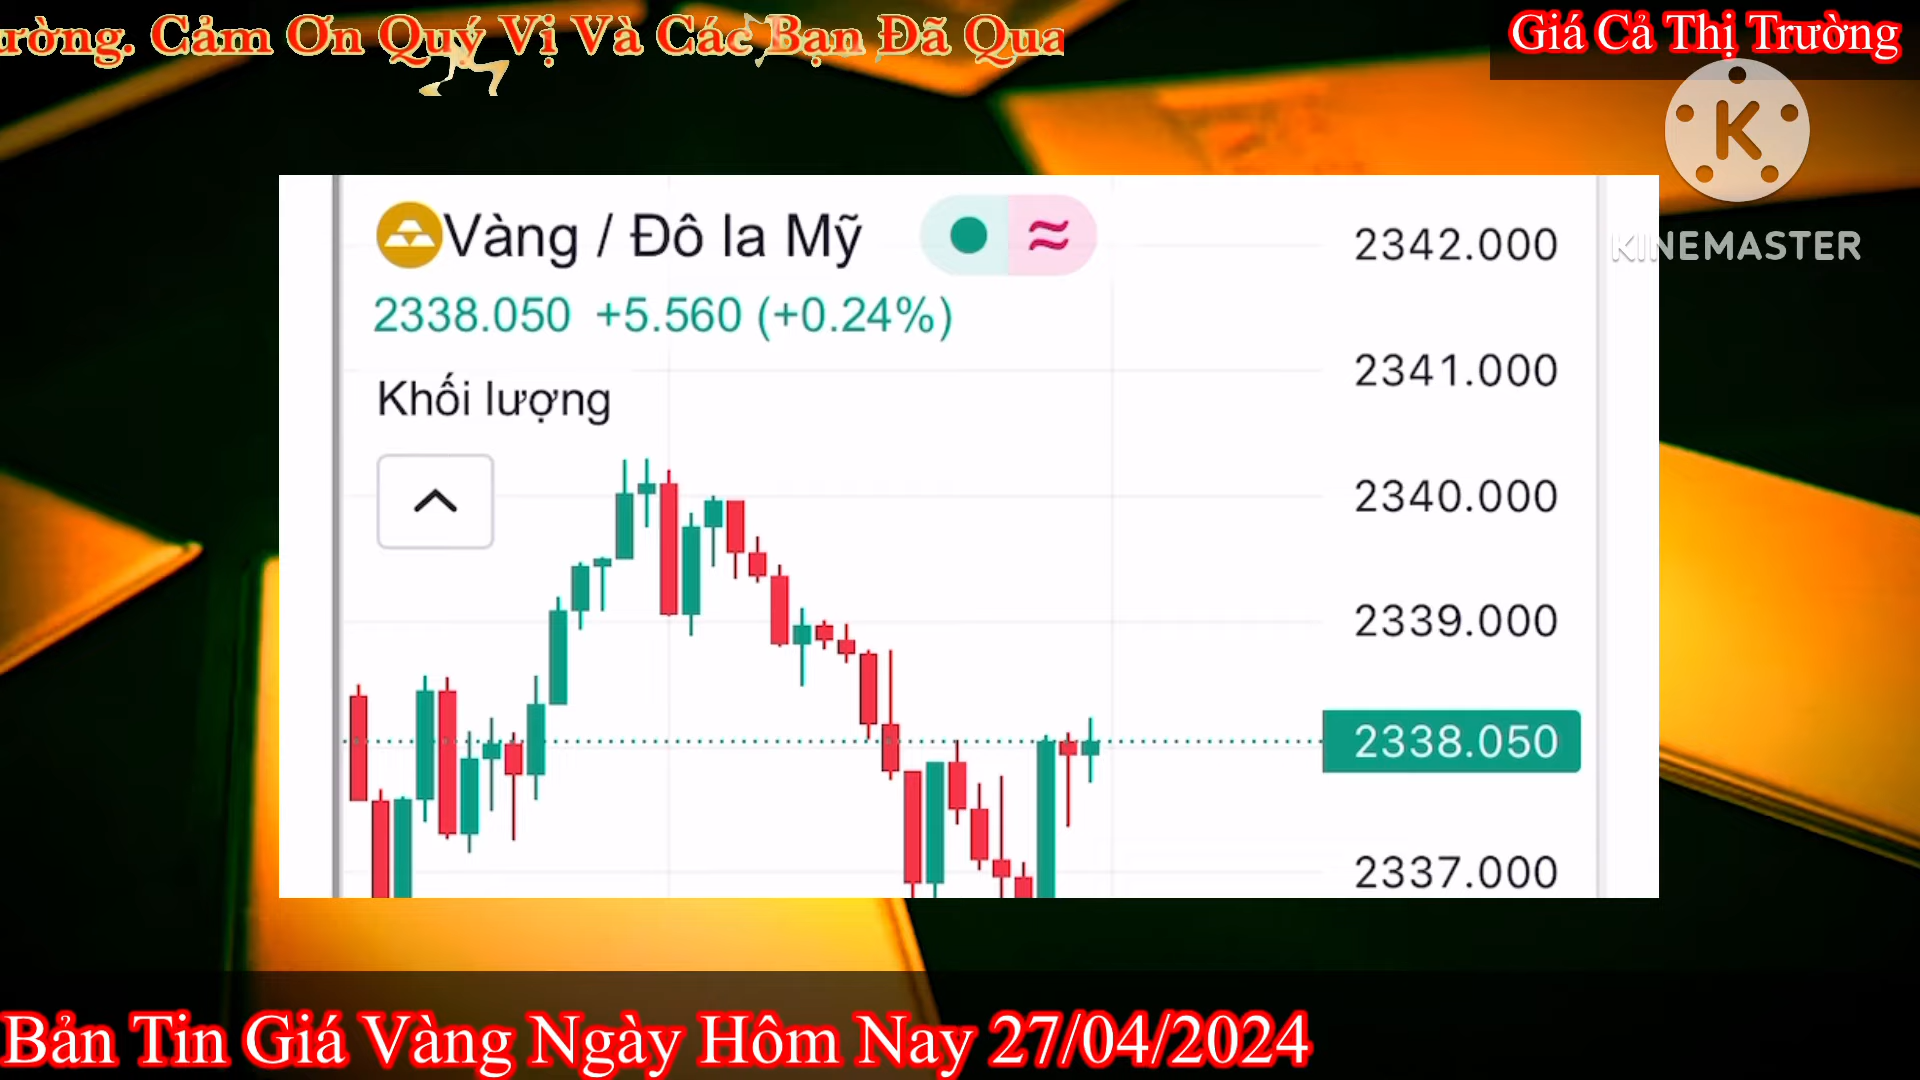 ường. Cảm Ơn Quý Vị Và Các Bạn Đã Qua
Giá Cả Thị Trường
K
KINEMASTER
Vàng / Đô la Mỹ
2338.050 +5.560 (+0.24%)
Khối lượng
2342.000
2341.000
2340.000
2339.000
2338.050
2337.000
Bản Tin Giá Vàng Ngày Hôm Nay 27/04/2024